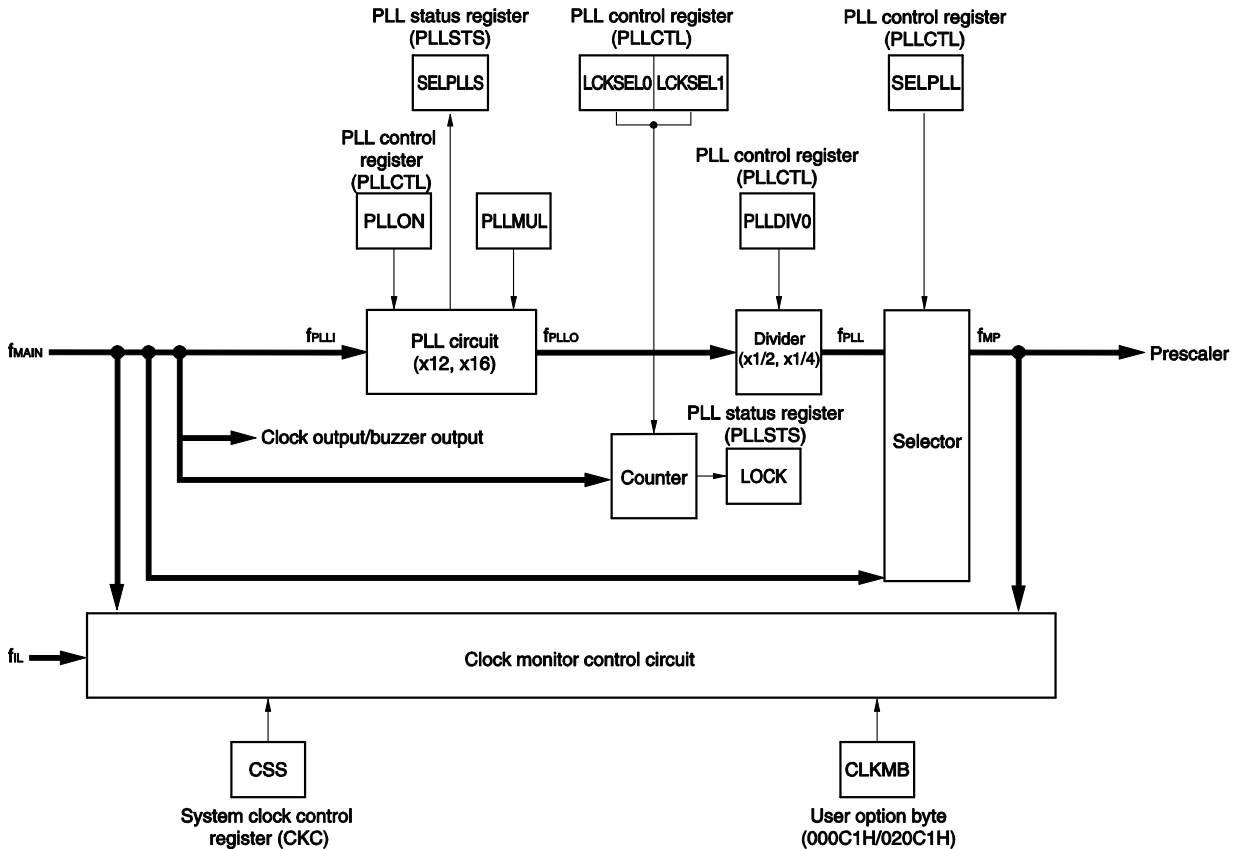 PLL status register
(PLLSTS)
SELPLLS
PLL control register
(PLLCTL)
LCKSEL0
LCKSEL1
PLL control register
(PLLCTL)
SELPLL
PLL control
register
(PLLCTL)
PLLON
PLLMUL
PLL control register
(PLLCTL)
PLLDIV0
fMAIN
fPLLI
PLL circuit
(x12, x16)
fPLLO
Divider
(x1/2, x1/4)
fPLL
Selector
fMP
Prescaler
Clock output/buzzer output
Counter
PLL status register
(PLLSTS)
LOCK
fIL
Clock monitor control circuit
CSS
System clock control
register (CKC)
CLKMB
User option byte
(000C1H/020C1H)